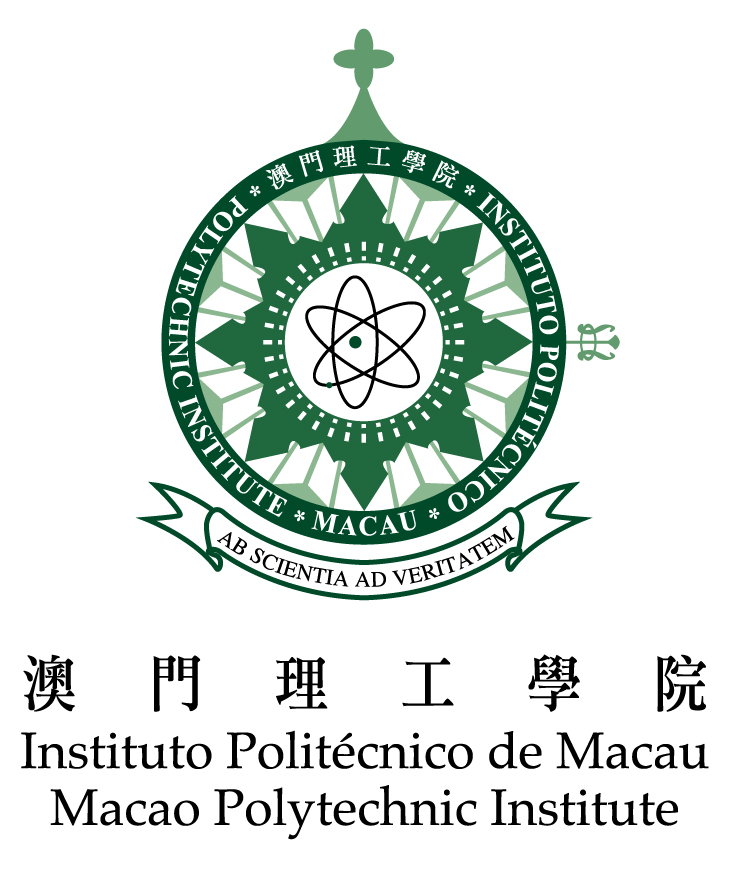 * 澳門理工學院 * INSTITUTO POLITÉCNICO * MACAU * POLYTECHNIC INSTITUTE
AB SCIENTIA AD VERITATEM
澳門理工學院
Instituto Politécnico de Macau
Macao Polytechnic Institute